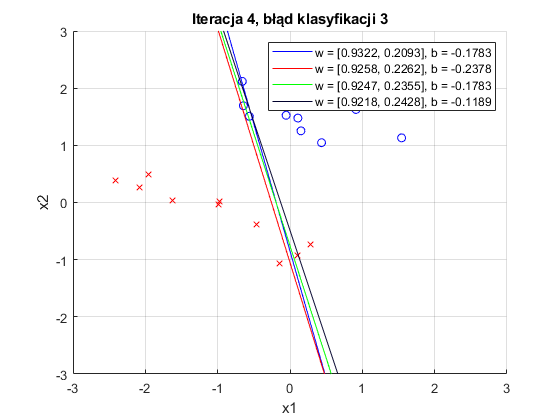 Iteracja 4, błąd klasyfikacji 3
w = [0.9322, 0.2093], b = -0.1783
w = [0.9258, 0.2262], b = -0.2378
w = [0.9247, 0.2355], b = -0.1783
w = [0.9218, 0.2428], b = -0.1189
3
2
1
0
-1
-2
-3
x2
-3
-2
-1
0
1
2
3
x1